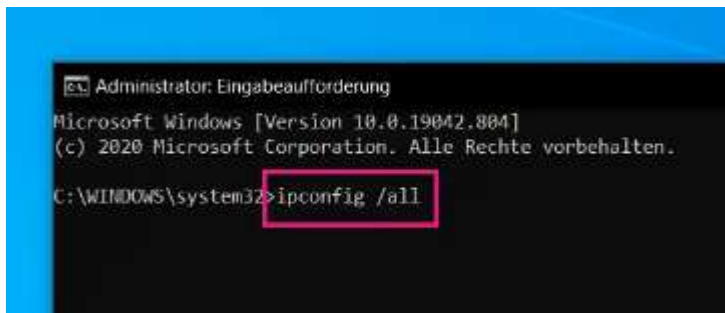 Administrator: Eingabeaufforderung
Microsoft Windows [Version 10.0.19042.804]
(c) 2020 Microsoft Corporation. Alle Rechte vorbehalten.
C:\WINDOWS\system32>ipconfig /all